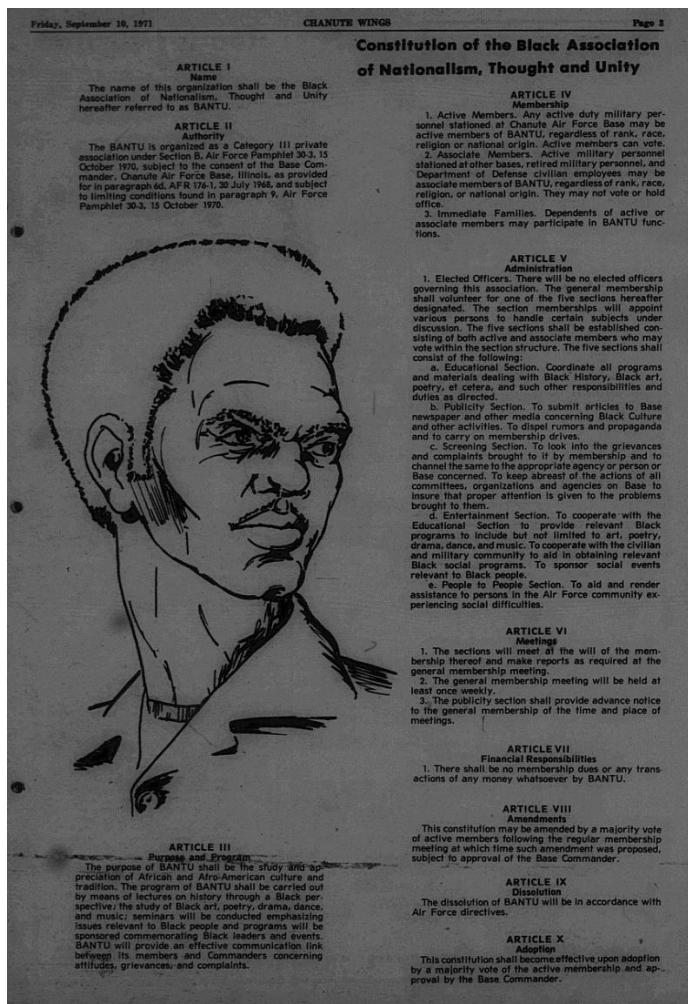 Friday, September 10, 1971
CHANUTE WINGS
Page 3
Constitution of the Black Association
of Nationalism, Thought and Unity
ARTICLE I
Name
The name of this organization shall be the Black
Association of Nationalism, Thought and Unity
hereafter referred to as BANTU.
ARTICLE II
Authority
The BANTU is organized as a Category III private
association under Section B, Air Force Pamphlet 30-3, 15
October 1970, subject to the consent of the Base Com-
mander, Chanute Air Force Base, Illinois, as provided
for in paragraph 6d, AFR 176-1, 30 July 1968, and subject
to limiting conditions found in paragraph 9, Air Force
Pamphlet 30-3, 15 October 1970.
ARTICLE III
Purpose and Program
The purpose of BANTU shall be the study and ap-
preciation of African and Afro-American culture and
tradition. The program of BANTU shall be carried out
by means of lectures on history through a Black per-
spective; the study of Black art, poetry, drama, dance,
and music; seminars will be conducted emphasizing
issues relevant to Black people and programs will be
sponsored commemorating Black leaders and events.
BANTU will provide an effective communication link
between its members and Commanders concerning
attitudes, grievances, and complaints.
ARTICLE IV
Membership
1. Active Members. Any active duty military per-
sonnel stationed at Chanute Air Force Base may be
active members of BANTU, regardless of rank, race,
religion or national origin. Active members can vote.
2. Associate Members. Active military personnel
stationed at other bases, retired military personnel, and
Department of Defense civilian employees may be
associate members of BANTU, regardless of rank, race,
religion, or national origin. They may not vote or hold
office.
3. Immediate Families. Dependents of active or
associate members may participate in BANTU func-
tions.
ARTICLE V
Administration
1. Elected Officers. There will be no elected officers
governing this association. The general membership
shall volunteer for one of the five sections hereafter
designated. The section memberships will appoint
various persons to handle certain subjects under
discussion. The five sections shall be established con-
sisting of both active and associate members who may
vote within the section structure. The five sections shall
consist of the following:
a. Educational Section. Coordinate all programs
and materials dealing with Black History, Black art,
poetry, et cetera, and such other responsibilities and
duties as directed.
b. Publicity Section. To submit articles to Base
newspaper and other media concerning Black Culture
and other activities. To dispel rumors and propaganda
and to carry on membership drives.
c. Screening Section. To look into the grievances
and complaints brought to it by membership and to
channel the same to the appropriate agency or person or
Base concerned. To keep abreast of the actions of all
committees, organizations and agencies on Base to
insure that proper attention is given to the problems
brought to them.
d. Entertainment Section. To cooperate with the
Educational Section to provide relevant Black
programs to include but not limited to art, poetry,
drama, dance, and music. To cooperate with the civilian
and military community to aid in obtaining relevant
Black social programs. To sponsor social events
relevant to Black people.
e. People to People Section. To aid and render
assistance to persons in the Air Force community ex-
periencing social difficulties.
ARTICLE VI
Meetings
1. The sections will meet at the will of the mem-
bership thereof and make reports as required at the
general membership meeting.
2. The general membership meeting will be held at
least once weekly.
3. The publicity section shall provide advance notice
to the general membership of the time and place of
meetings.
ARTICLE VII
Financial Responsibilities
1. There shall be no membership dues or any trans-
actions of any money whatsoever by BANTU.
ARTICLE VIII
Amendments
This constitution may be amended by a majority vote
of active members following the regular membership
meeting at which time such amendment was proposed,
subject to approval of the Base Commander.
ARTICLE IX
Dissolution
The dissolution of BANTU will be in accordance with
Air Force directives.
ARTICLE X
Adoption
This constitution shall become effective upon adoption
by a majority vote of the active membership and ap-
proval by the Base Commander.